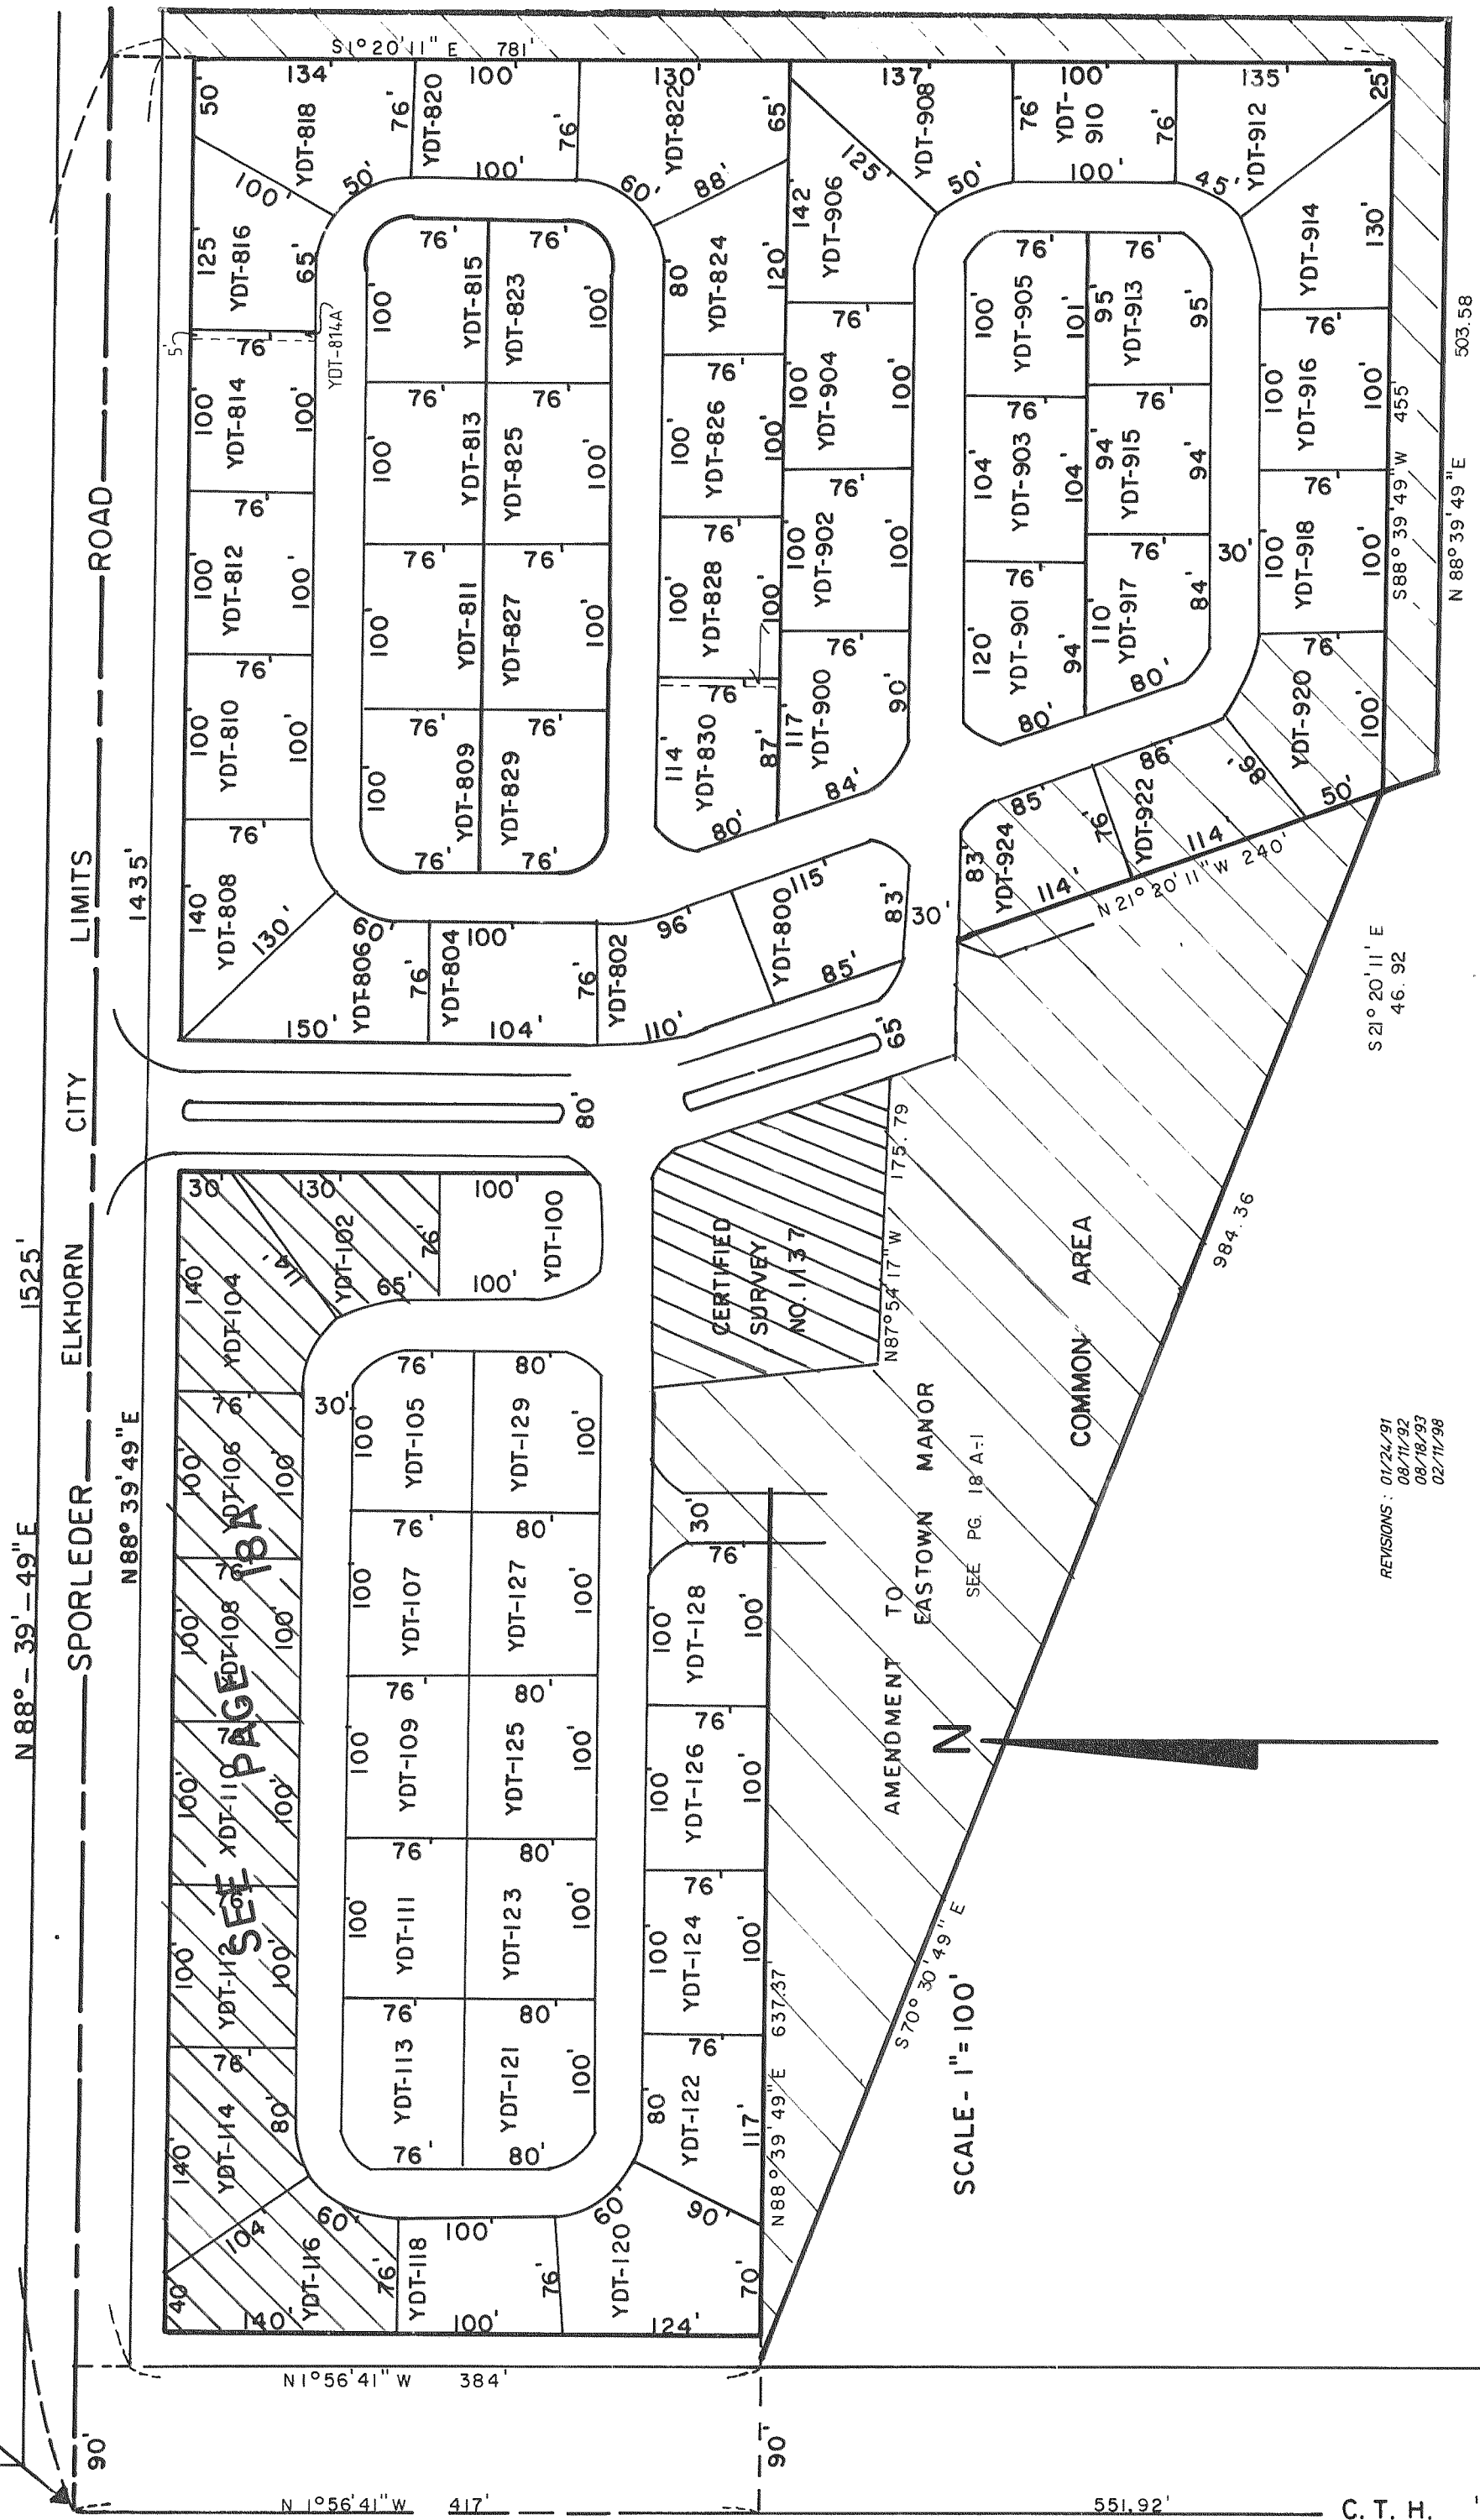 N 88° - 39' - 49" E 1525'
SPORLEDER ELKHORN CITY LIMITS ROAD
N88° 39' 49" E 1435'
90'
N 1° 56' 41" W 417'
N 1° 56' 41" W 384'
90'
551.92'
C. T. H.
SEE PAGE 18A
40'
140'
YDT-116
104'
60'
76'
YDT-118
100'
100'
76'
YDT-120
124'
60'
90'
70'
140'
YDT-114
80'
76'
100'
YDT-112
100'
76'
100'
YDT-110
100'
76'
100'
YDT-108
100'
76'
100'
YDT-106
100'
76'
140'
YDT-104
114'
30'
130'
YDT-102
65'
76'
100'
YDT-100
100'
30'
76'
YDT-113
76'
100'
YDT-111
76'
100'
YDT-109
76'
100'
YDT-107
76'
100'
YDT-105
76'
80'
YDT-121
100'
80'
YDT-123
100'
80'
YDT-125
100'
80'
YDT-127
100'
80'
YDT-129
100'
80'
80'
YDT-122
117'
76'
100'
YDT-124
100'
76'
100'
YDT-126
100'
76'
100'
YDT-128
100'
76'
30'
N88° 39' 49" E 637.37'
CERTIFIED
SURVEY
NO. 1137
N87° 54' 17" W 175.79
AMENDMENT TO
EASTOWN MANOR
SEE PG. 18 A-1
COMMON AREA
S 70° 30' 49" E
984.36
SCALE - 1" = 100'
N
80'
65'
140'
YDT-808
130'
76'
100'
YDT-810
100'
76'
100'
YDT-812
100'
76'
100'
YDT-814
100'
76'
5'
YDT-814A
125'
YDT-816
65'
100'
50'
YDT-818
134'
50'
76'
YDT-820
100'
100'
76'
YDT-822
130'
60'
88'
65'
S 1° 20' 11" E 781'
150'
YDT-806
60'
76'
YDT-804
100'
104'
76'
YDT-802
96'
110'
YDT-800
115'
85'
83'
30'
76'
YDT-809
100'
76'
YDT-811
100'
76'
YDT-813
100'
76'
YDT-815
100'
76'
76'
YDT-829
76'
YDT-827
100'
76'
YDT-825
100'
76'
YDT-823
100'
76'
114'
YDT-830
80'
87'
76'
100'
YDT-828
100'
100'
YDT-826
100'
76'
80'
YDT-824
120'
117'
YDT-900
84'
90'
76'
100'
YDT-902
100'
76'
100'
YDT-904
100'
76'
142'
YDT-906
125'
137'
YDT-908
50'
76'
YDT-
910
100'
100'
76'
YDT-912
135'
45'
25'
120'
YDT-901
80'
94'
76'
104'
YDT-903
104'
76'
100'
YDT-905
101'
76'
110'
YDT-917
80'
84'
76'
94'
YDT-915
94'
76'
95'
YDT-913
95'
76'
30'
83'
YDT-924
85'
114'
76'
YDT-922
86'
114'
86'
YDT-920
50'
100'
76'
100'
YDT-918
100'
76'
100'
YDT-916
100'
76'
YDT-914
130'
N 21° 20' 11" W 240'
S88° 39' 49" W 455'
N 88° 39' 49" E 503.58
S 21° 20' 11' E
46.92
REVISIONS: 01/24/91
08/11/92
08/18/93
02/11/98